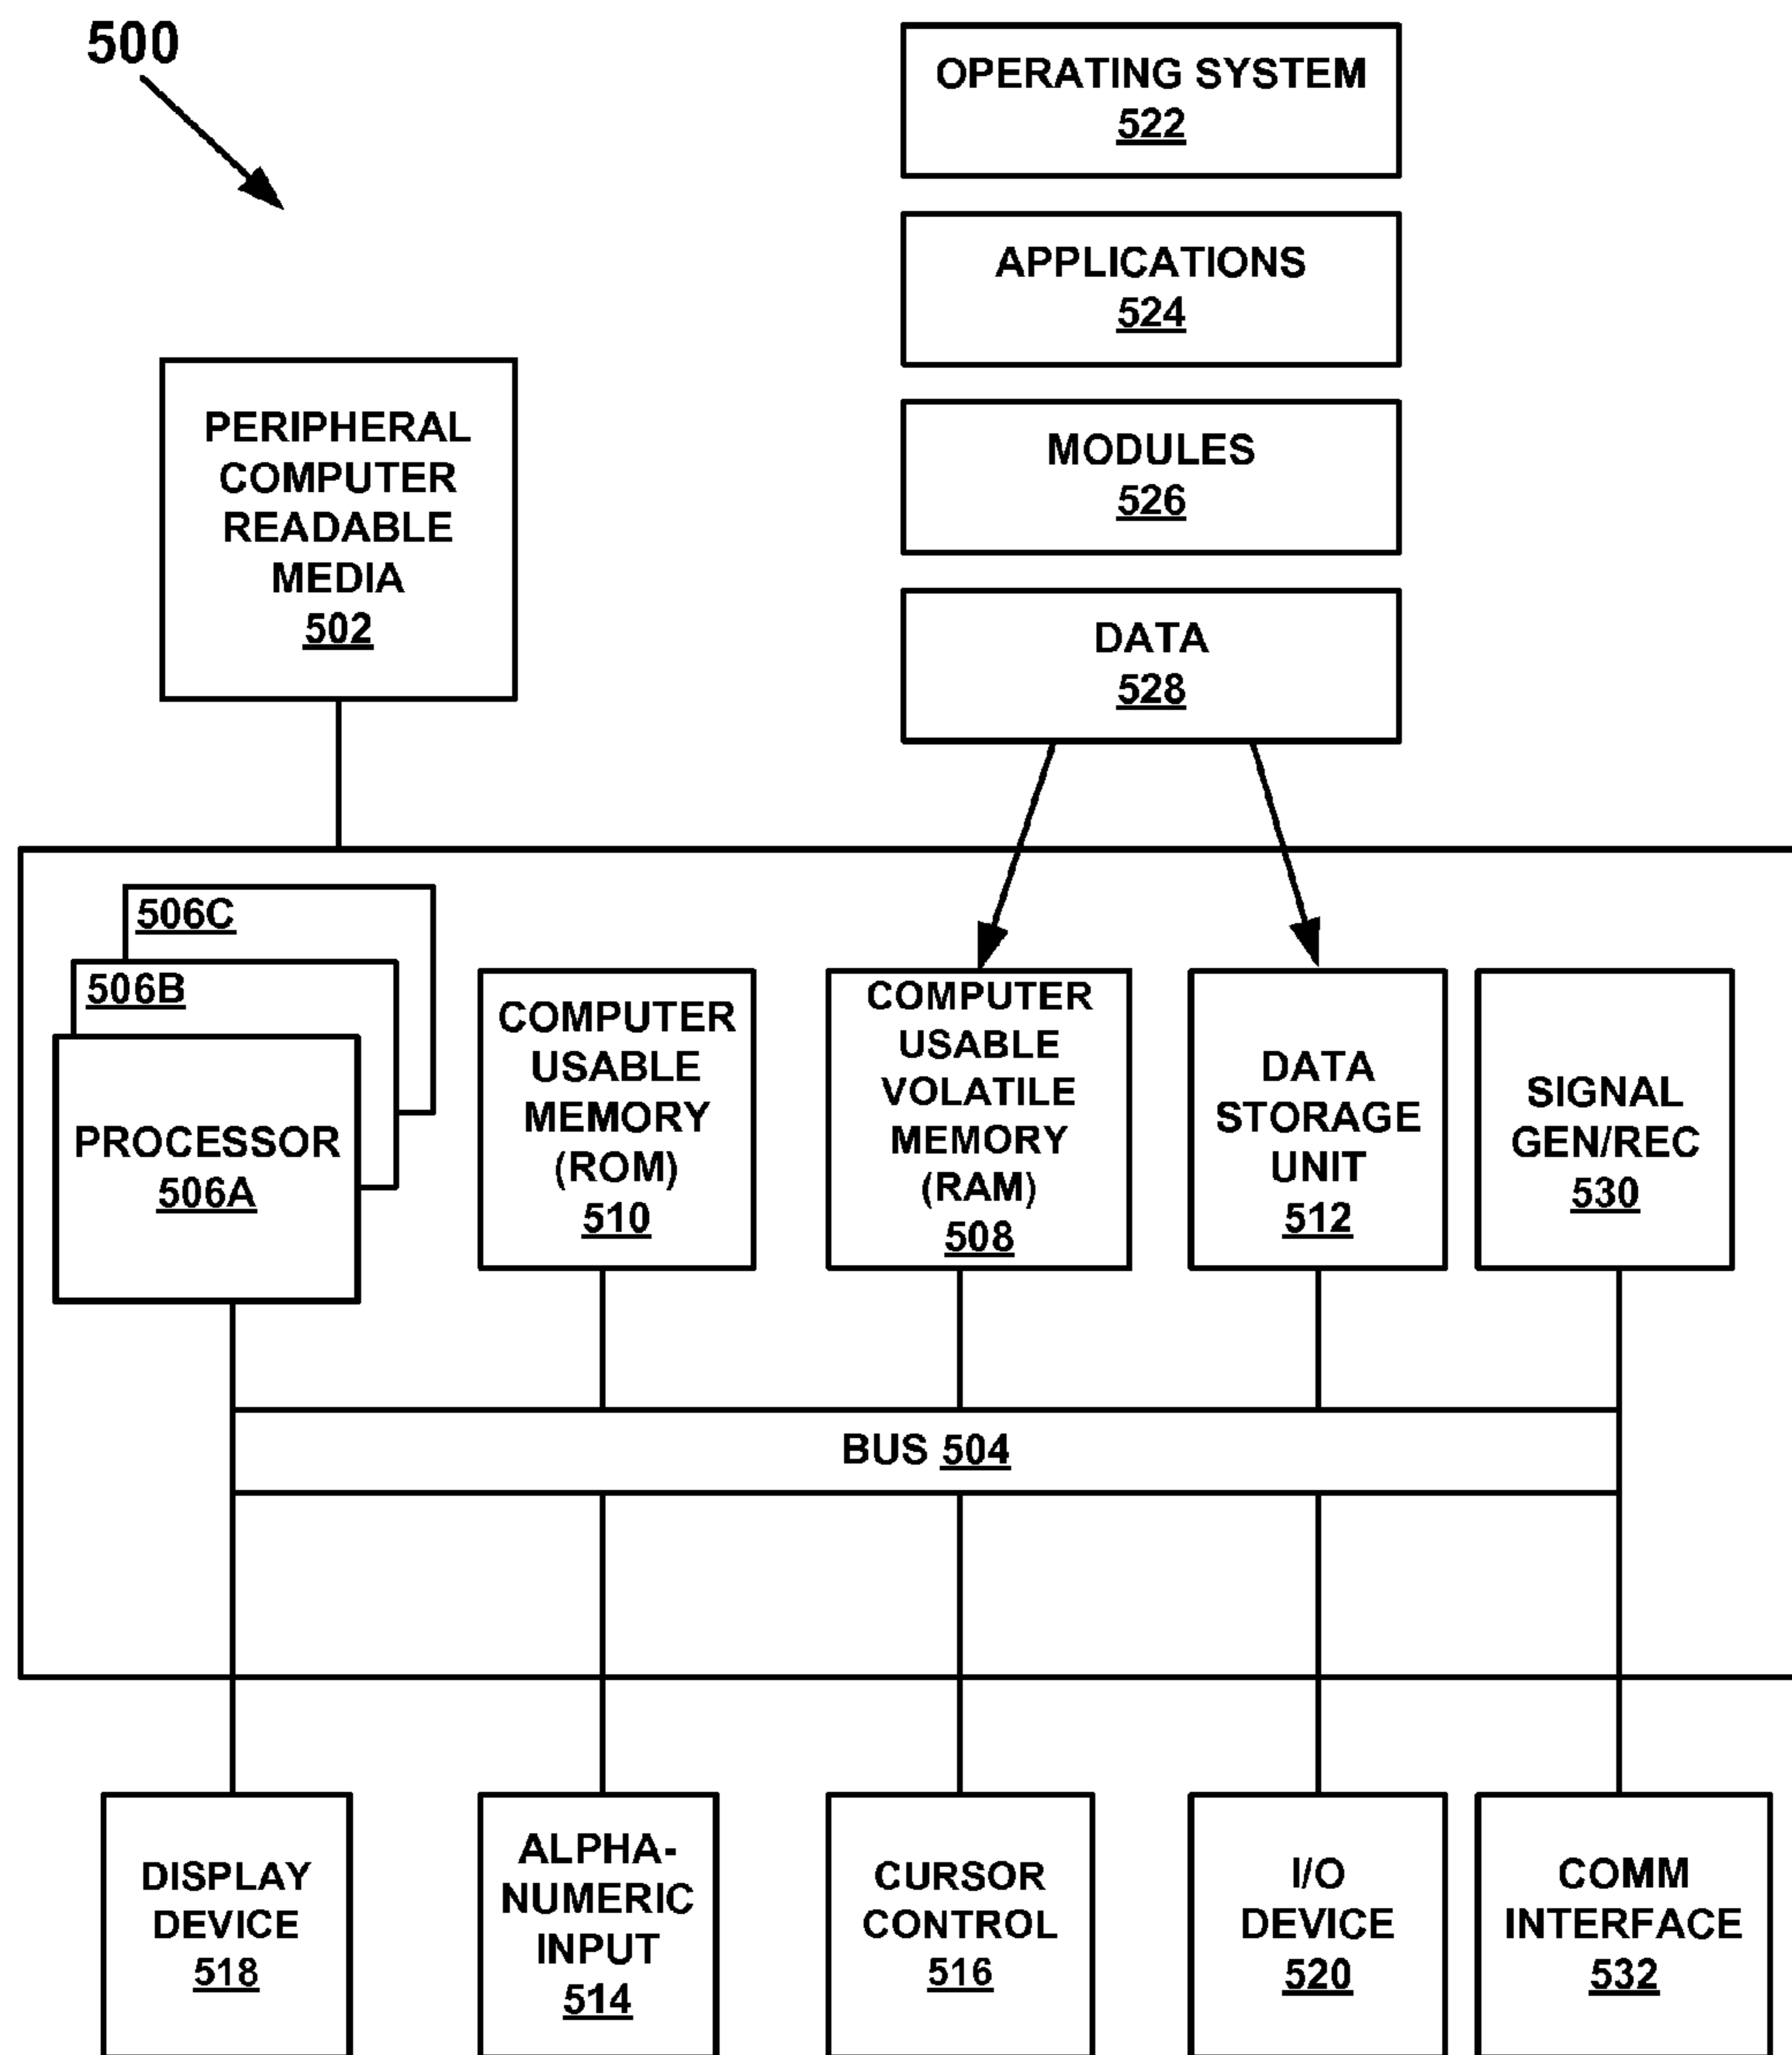 500
OPERATING SYSTEM
522
APPLICATIONS
524
MODULES
526
DATA
528
PERIPHERAL
COMPUTER
READABLE
MEDIA
502
506C
506B
PROCESSOR
506A
COMPUTER
USABLE
MEMORY
(ROM)
510
COMPUTER
USABLE
VOLATILE
MEMORY
(RAM)
508
DATA
STORAGE
UNIT
512
SIGNAL
GEN/REC
530
BUS 504
DISPLAY
DEVICE
518
ALPHA-
NUMERIC
INPUT
514
CURSOR
CONTROL
516
I/O
DEVICE
520
COMM
INTERFACE
532